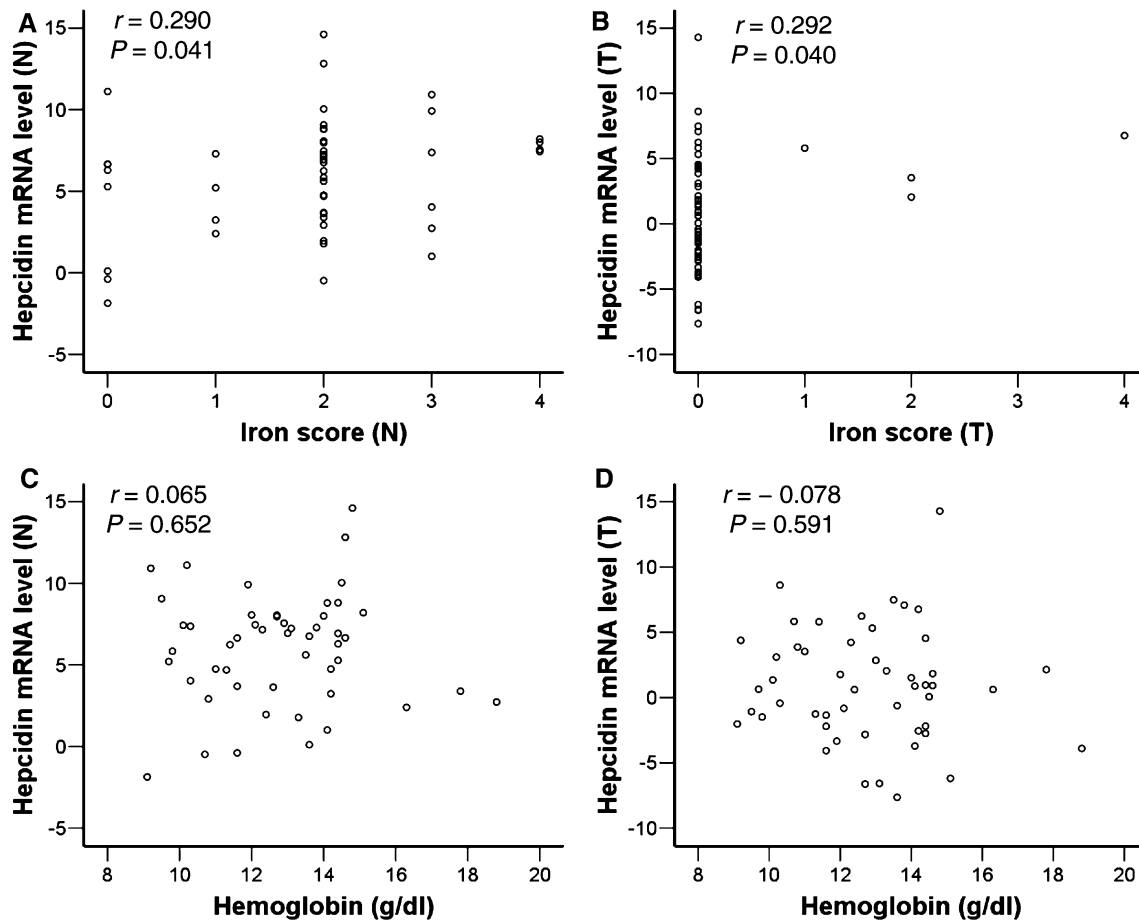 A
r = 0.290
P = 0.041
Hepcidin mRNA level (N)
15
10
5
0
-5
0 1 2 3 4
Iron score (N)
B
r = 0.292
P = 0.040
Hepcidin mRNA level (T)
15
10
5
0
-5
-10
0 1 2 3 4
Iron score (T)
C
r = 0.065
P = 0.652
Hepcidin mRNA level (N)
15
10
5
0
-5
8 10 12 14 16 18 20
Hemoglobin (g/dl)
D
r = − 0.078
P = 0.591
Hepcidin mRNA level (T)
15
10
5
0
-5
-10
8 10 12 14 16 18 20
Hemoglobin (g/dl)